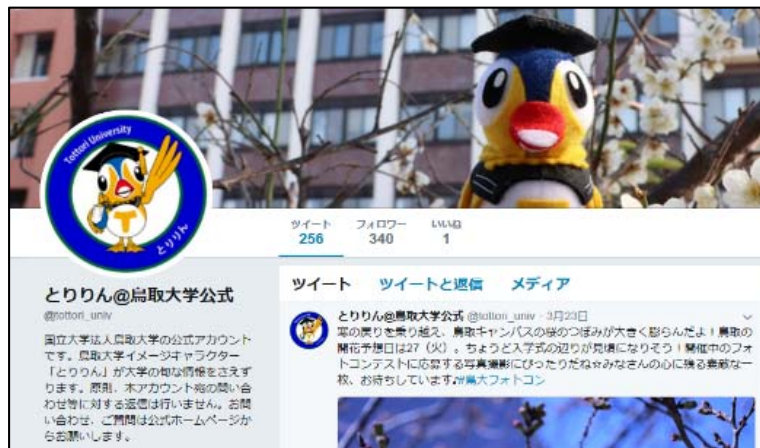 Tottori University
とりりん
ツイート
256
フォロワー
340
いいね
1
とりりん@鳥取大学公式
@tottori_univ
国立大学法人鳥取大学の公式アカウント
です。鳥取大学イメージキャラクター
「とりりん」が大学の旬な情報をさえず
ります。原則、本アカウント宛の問い合
わせ等に対する返信は行いません。お問
い合わせ、ご質問は公式ホームページか
らお願いします。
ツイート ツイートと返信 メディア
とりりん@鳥取大学公式 @tottori_univ · 3月23日
寒の戻りを乗り越え、鳥取キャンパスの桜のつぼみが大きく膨らんだよ！鳥取の
開花予想日は27（火）。ちょうど入学式の辺りが見頃になりそう！開催中のフォ
トコンテストに応募する写真撮影にぴったりだね☆みなさんの心に残る素敵な一
枚、お待ちしています♪#鳥大フォトコン